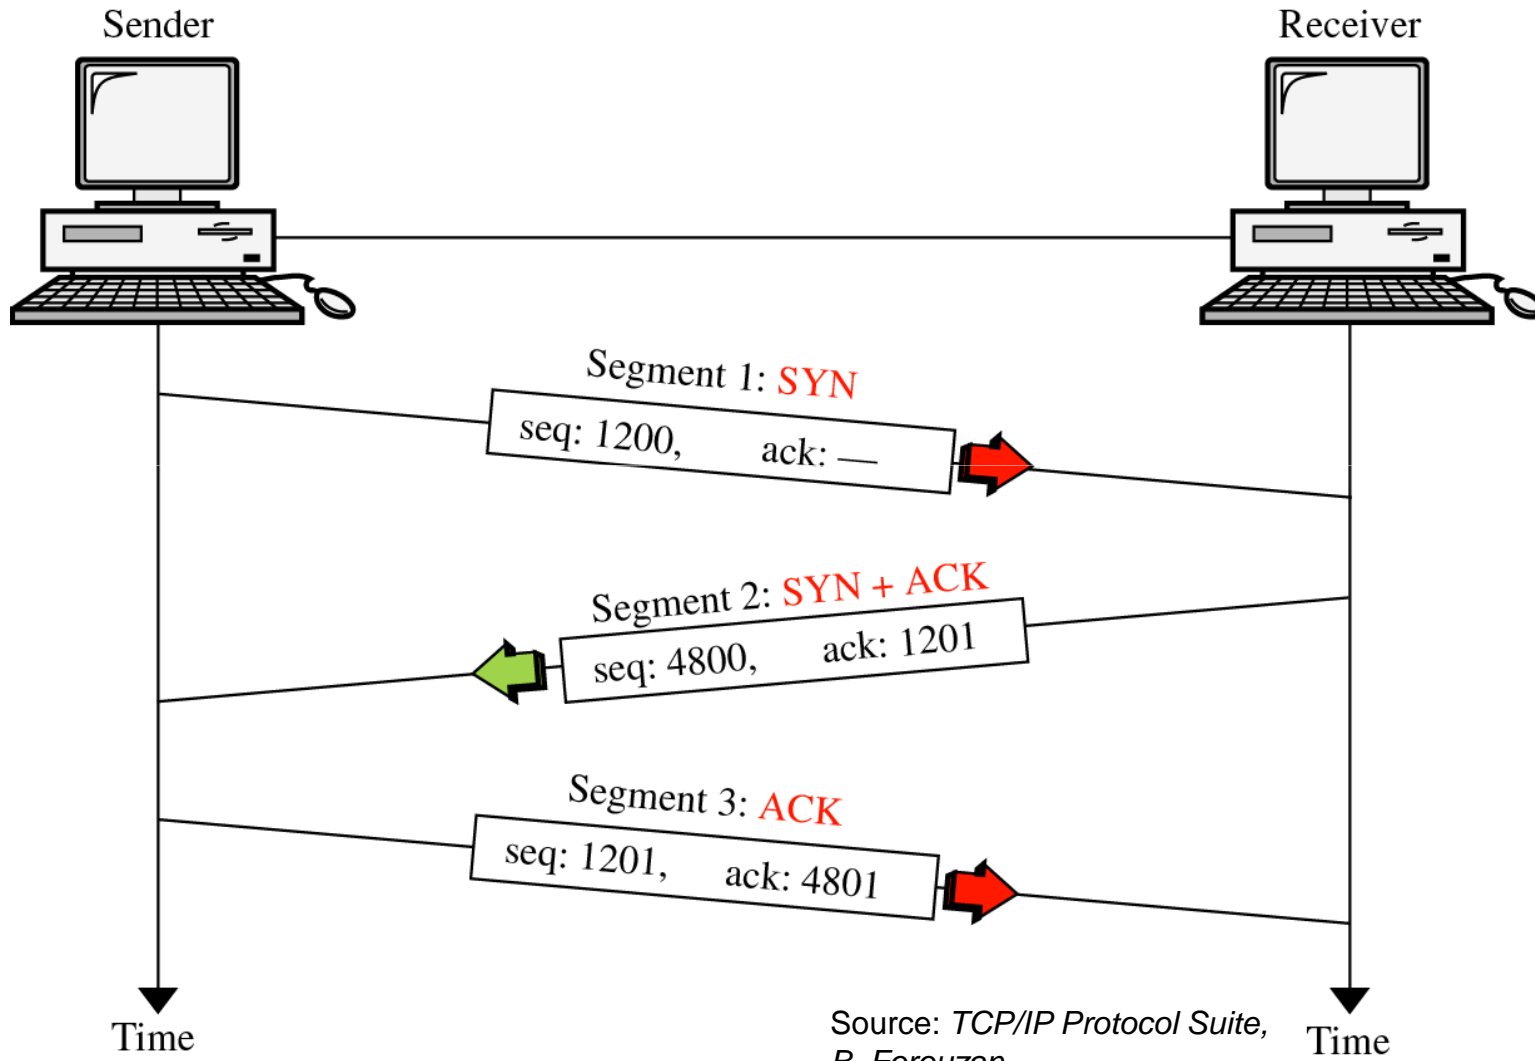 Sender
Receiver
Segment 1: SYN
seq: 1200, ack: —
Segment 2: SYN + ACK
seq: 4800, ack: 1201
Segment 3: ACK
seq: 1201, ack: 4801
Time
Source: TCP/IP Protocol Suite,
B. Forouzan
Time